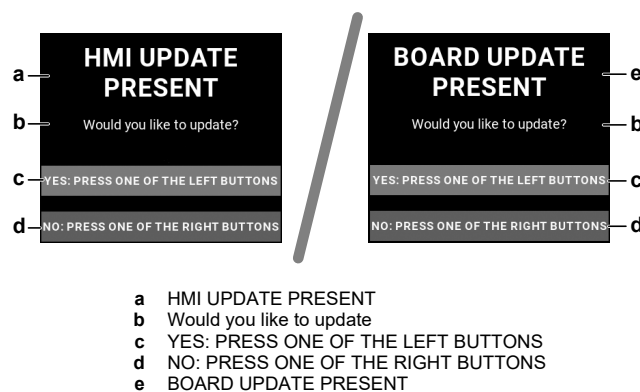 HMI UPDATE
PRESENT
Would you like to update?
YES: PRESS ONE OF THE LEFT BUTTONS
NO: PRESS ONE OF THE RIGHT BUTTONS
a
b
c
d
BOARD UPDATE
PRESENT
Would you like to update?
YES: PRESS ONE OF THE LEFT BUTTONS
NO: PRESS ONE OF THE RIGHT BUTTONS
e
b
c
d
a HMI UPDATE PRESENT
b Would you like to update
c YES: PRESS ONE OF THE LEFT BUTTONS
d NO: PRESS ONE OF THE RIGHT BUTTONS
e BOARD UPDATE PRESENT